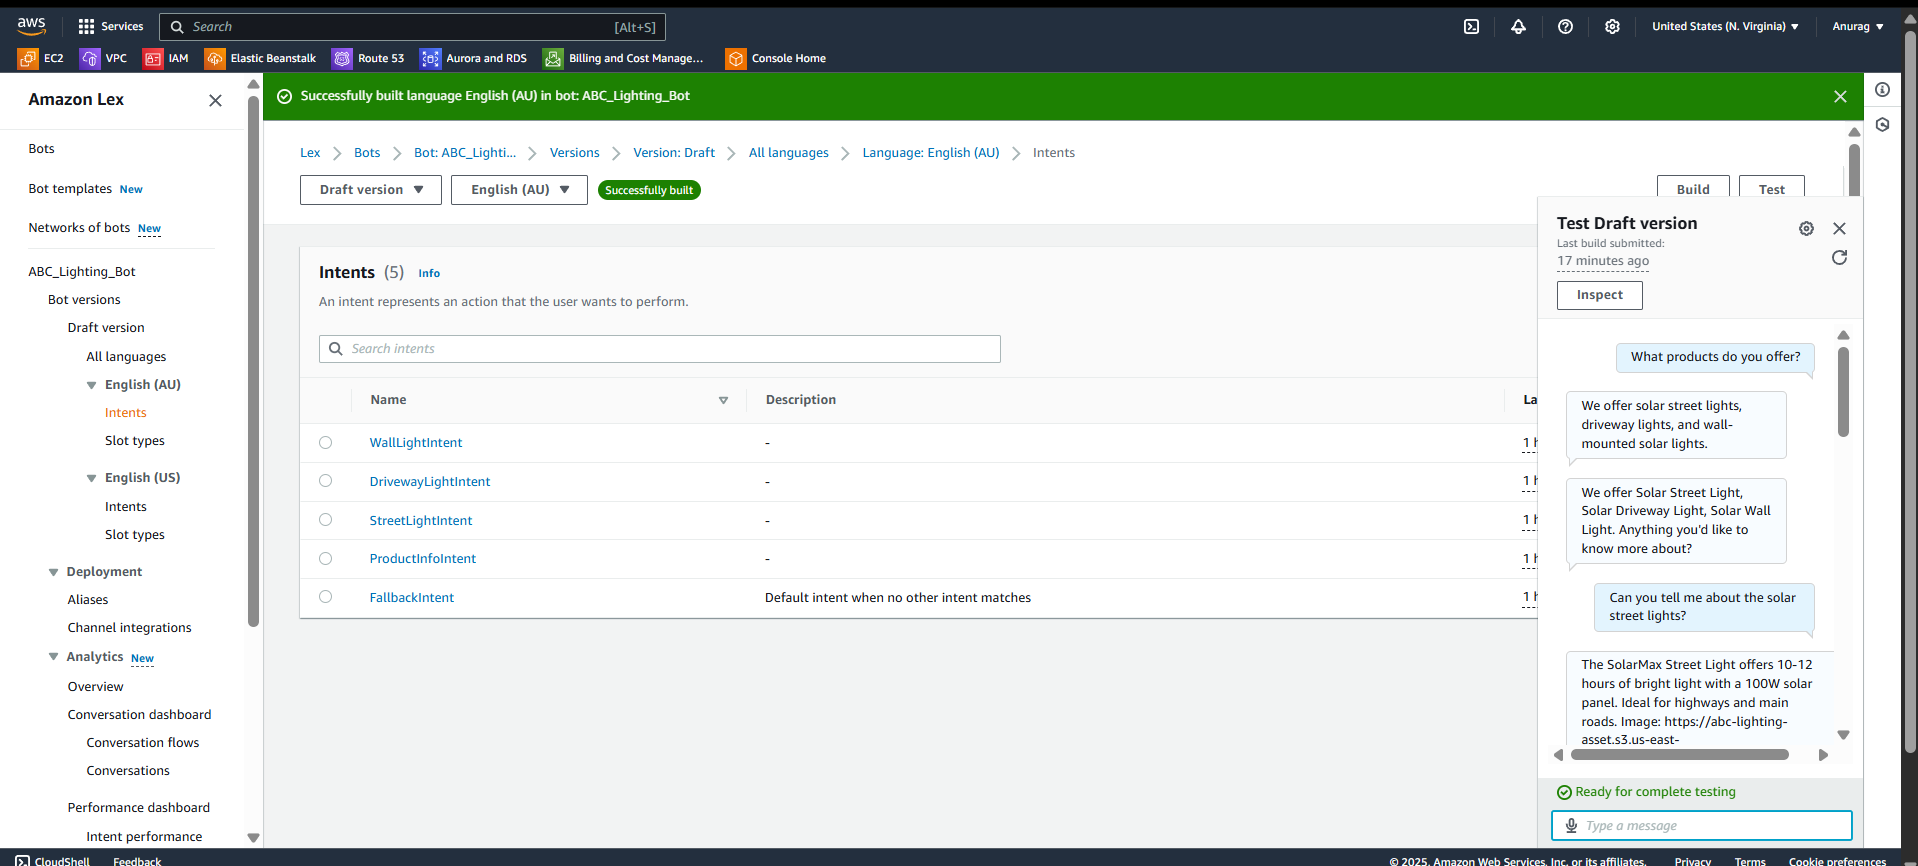 aws
Services
Search
[Alt+S]
United States (N. Virginia)
Anurag
EC2
VPC
IAM
Elastic Beanstalk
Route 53
Aurora and RDS
Billing and Cost Manage...
Console Home
Amazon Lex
Bots
Bot templates New
Networks of bots New
ABC_Lighting_Bot
Bot versions
Draft version
All languages
English (AU)
Intents
Slot types
English (US)
Intents
Slot types
Deployment
Aliases
Channel integrations
Analytics New
Overview
Conversation dashboard
Conversation flows
Conversations
Performance dashboard
Intent performance
Successfully built language English (AU) in bot: ABC_Lighting_Bot
Lex
Bots
Bot: ABC_Lighti...
Versions
Version: Draft
All languages
Language: English (AU)
Intents
Draft version
English (AU)
Successfully built
Build
Test
Intents (5) Info
An intent represents an action that the user wants to perform.
Search intents
Name
Description
La
WallLightIntent - 1 h
DrivewayLightIntent - 1 h
StreetLightIntent - 1 h
ProductInfoIntent - 1 h
FallbackIntent Default intent when no other intent matches 1 h
Test Draft version
Last build submitted:
17 minutes ago
Inspect
What products do you offer?
We offer solar street lights,
driveway lights, and wall-
mounted solar lights.
We offer Solar Street Light,
Solar Driveway Light, Solar Wall
Light. Anything you'd like to
know more about?
Can you tell me about the solar
street lights?
The SolarMax Street Light offers 10-12
hours of bright light with a 100W solar
panel. Ideal for highways and main
roads. Image: https://abc-lighting-
asset.s3.us-east-
Ready for complete testing
Type a message
CloudShell
Feedback
© 2025, Amazon Web Services, Inc. or its affiliates.
Privacy
Terms
Cookie preferences